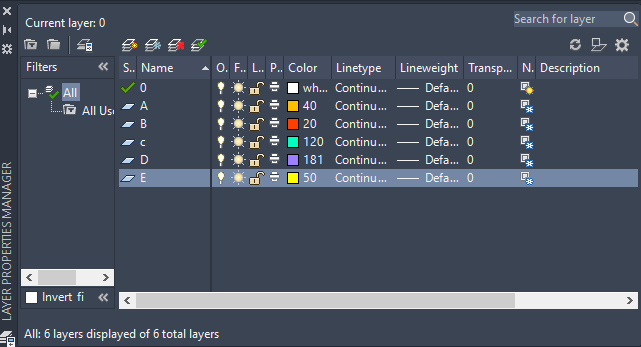 Current layer: 0
Search for layer
Filters
S.. Name O. F.. L.. P.. Color Linetype Lineweight Transp... N. Description
All
All Use
0 wh... Continu... Defa... 0
A 40 Continu... Defa... 0
B 20 Continu... Defa... 0
c 120 Continu... Defa... 0
D 181 Continu... Defa... 0
E 50 Continu... Defa... 0
Invert fi
All: 6 layers displayed of 6 total layers
LAYER PROPERTIES MANAGER